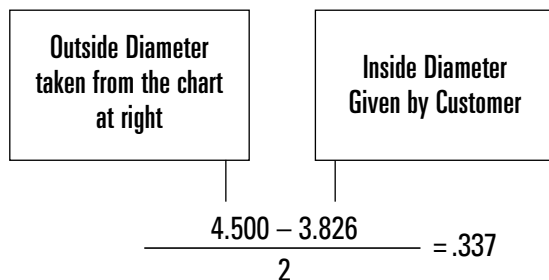 Outside Diameter
taken from the chart
at right
Inside Diameter
Given by Customer
4.500 – 3.826
2
= .337